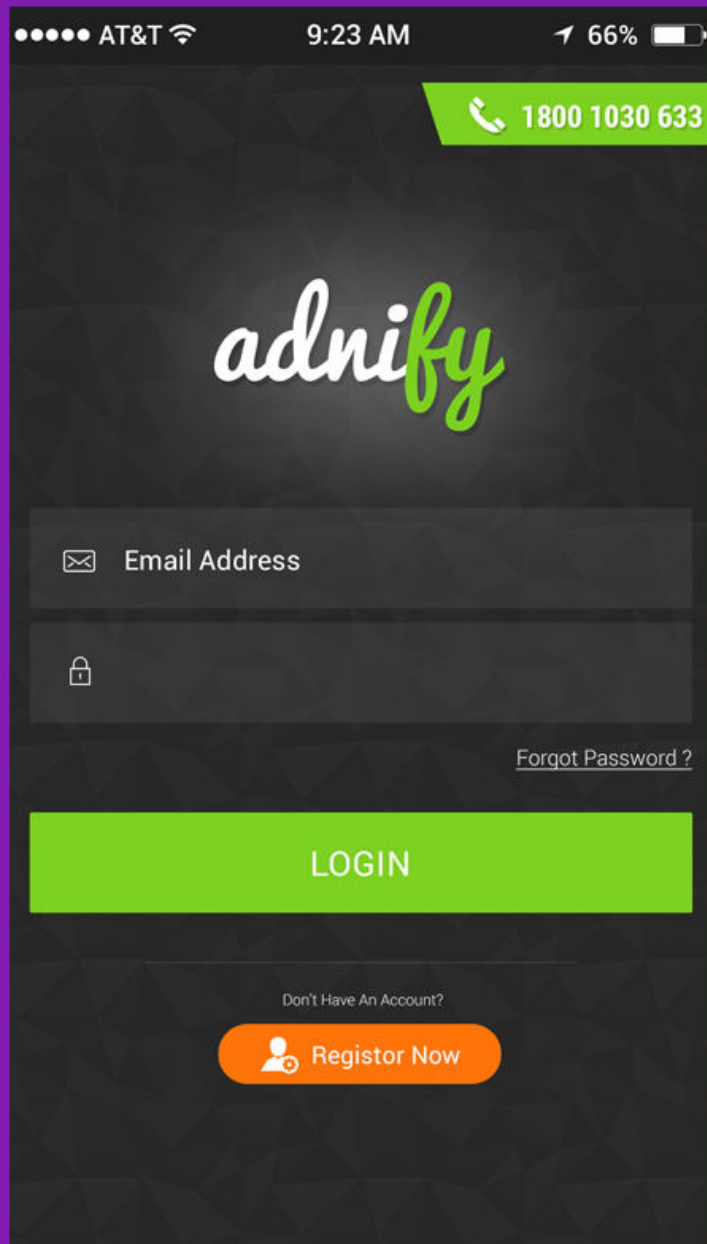 AT&T 9:23 AM 66%
1800 1030 633
adnify
Email Address
Forgot Password ?
LOGIN
Don't Have An Account?
Registor Now